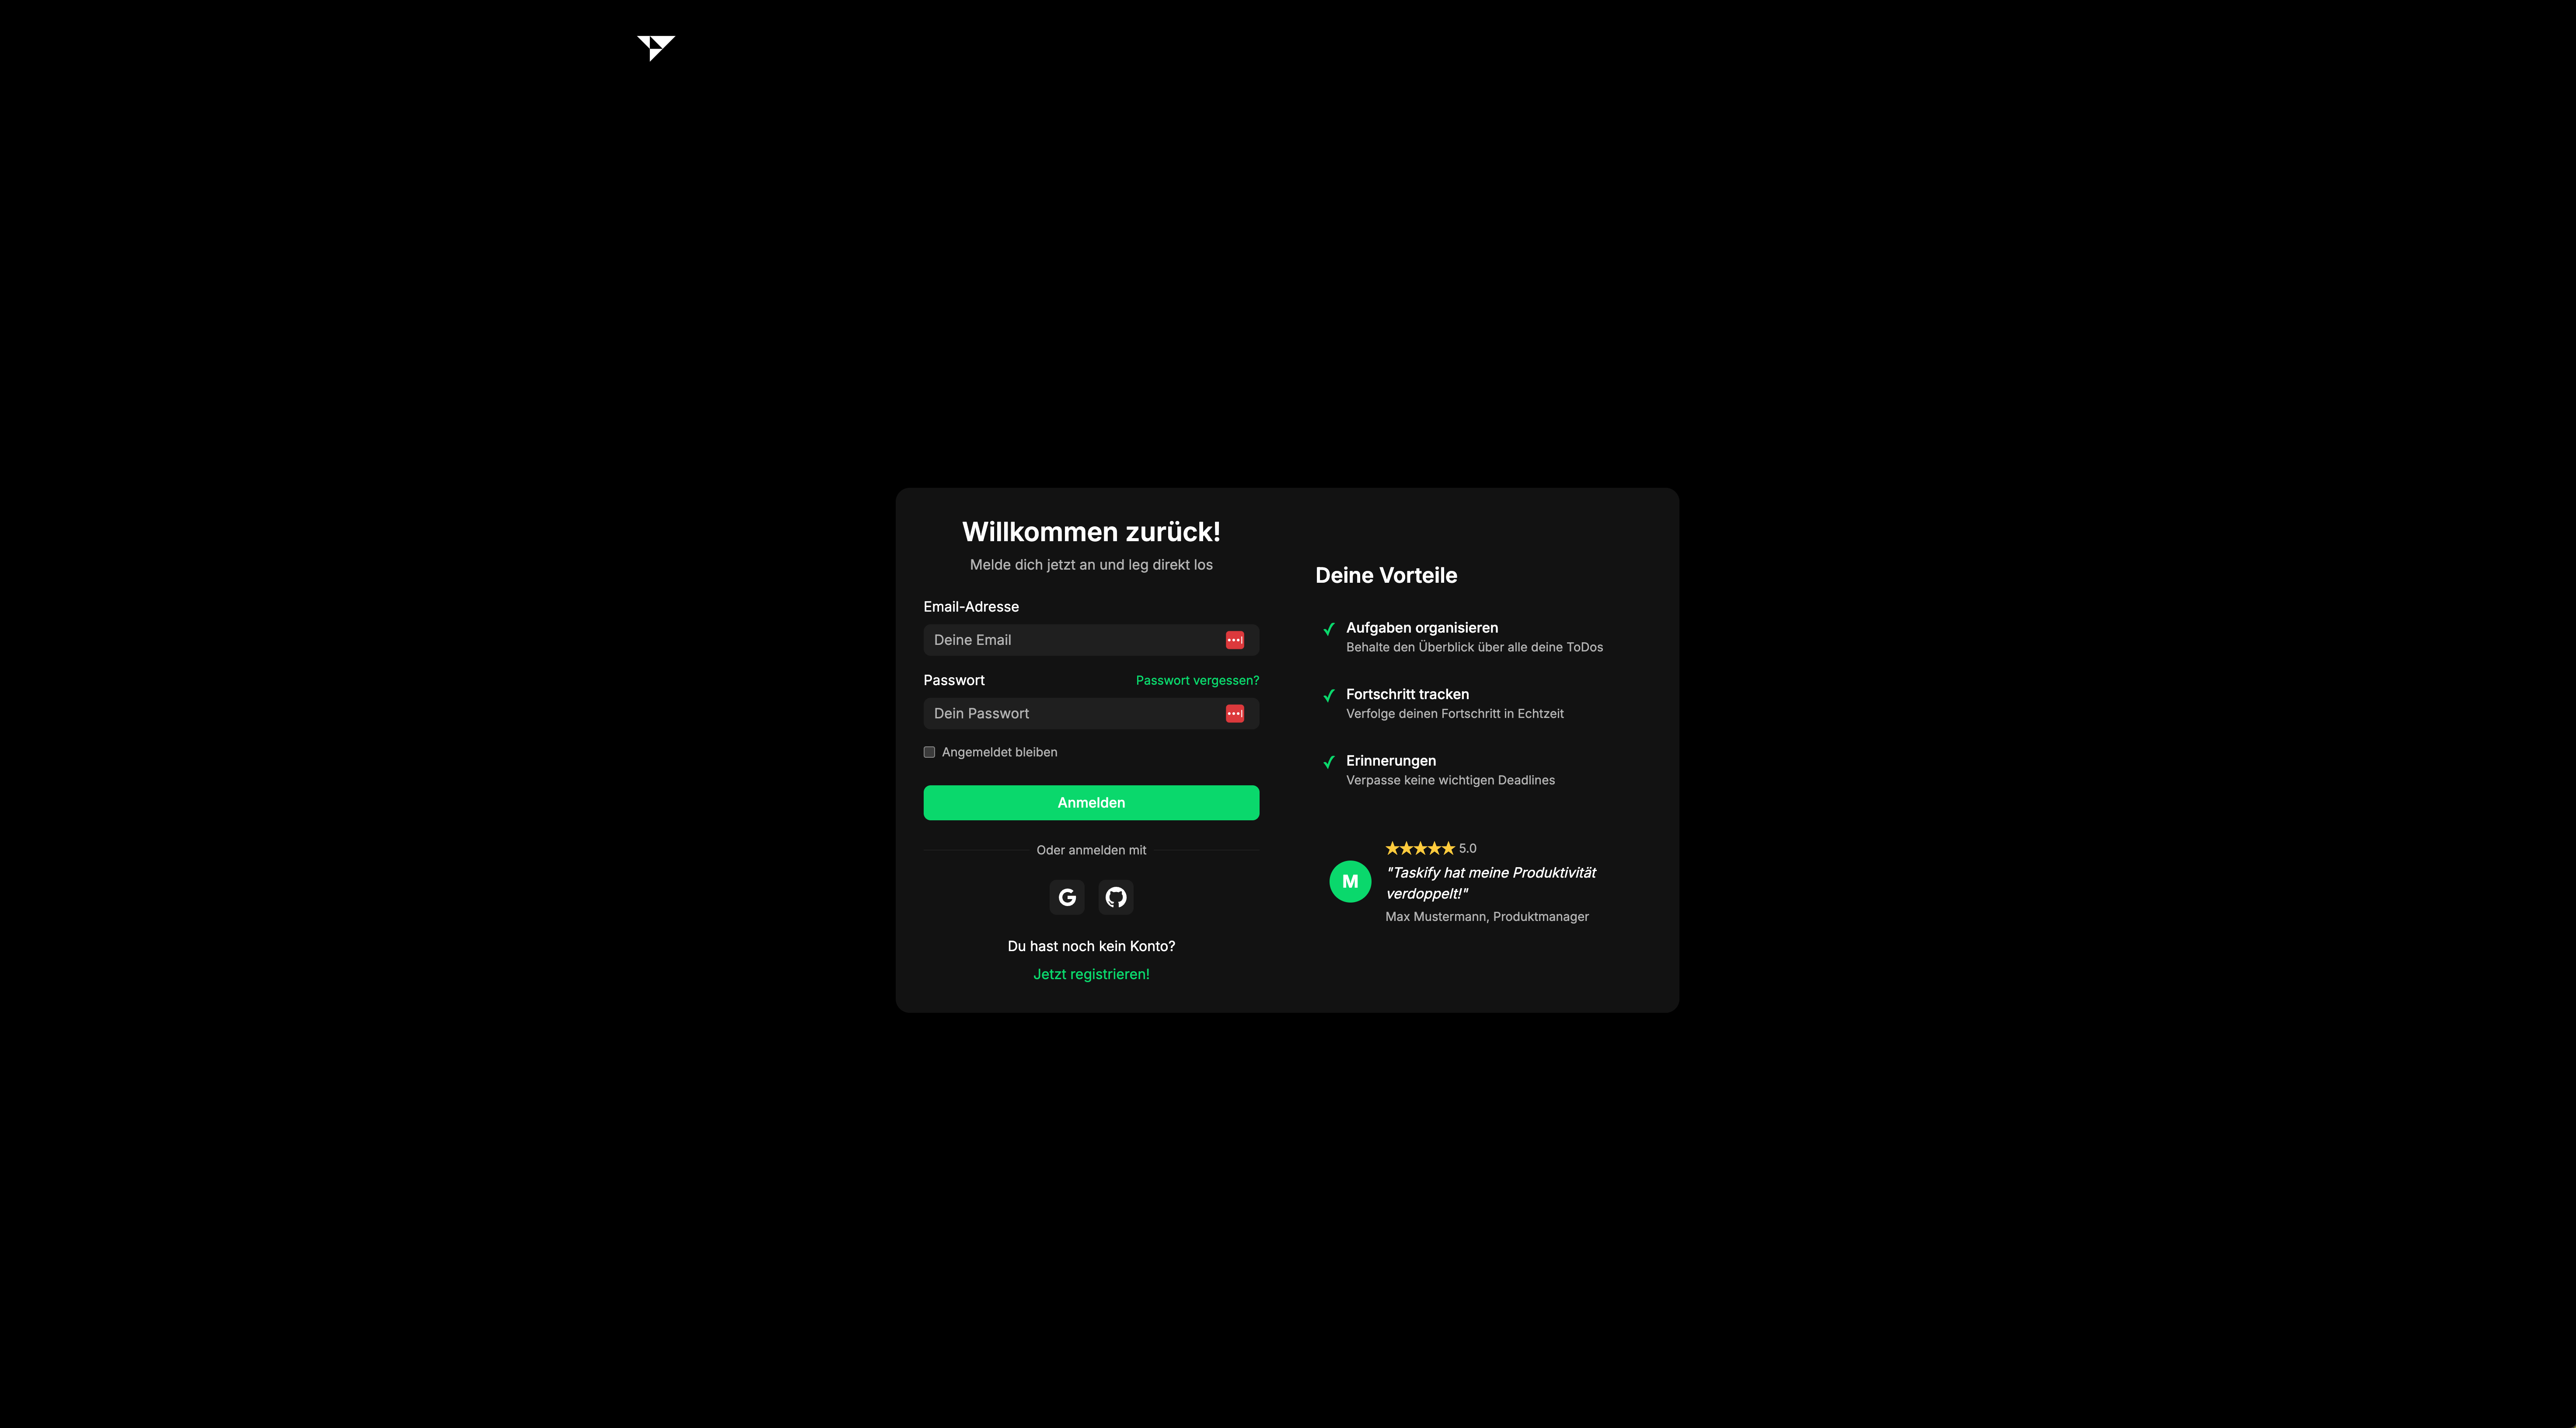 Willkommen zurück!
Melde dich jetzt an und leg direkt los
Email-Adresse
Deine Email
Passwort
Passwort vergessen?
Dein Passwort
Angemeldet bleiben
Anmelden
Oder anmelden mit
G
Du hast noch kein Konto?
Jetzt registrieren!
Deine Vorteile
Aufgaben organisieren
Behalte den Überblick über alle deine ToDos
Fortschritt tracken
Verfolge deinen Fortschritt in Echtzeit
Erinnerungen
Verpasse keine wichtigen Deadlines
5.0
M
"Taskify hat meine Produktivität
verdoppelt!"
Max Mustermann, Produktmanager